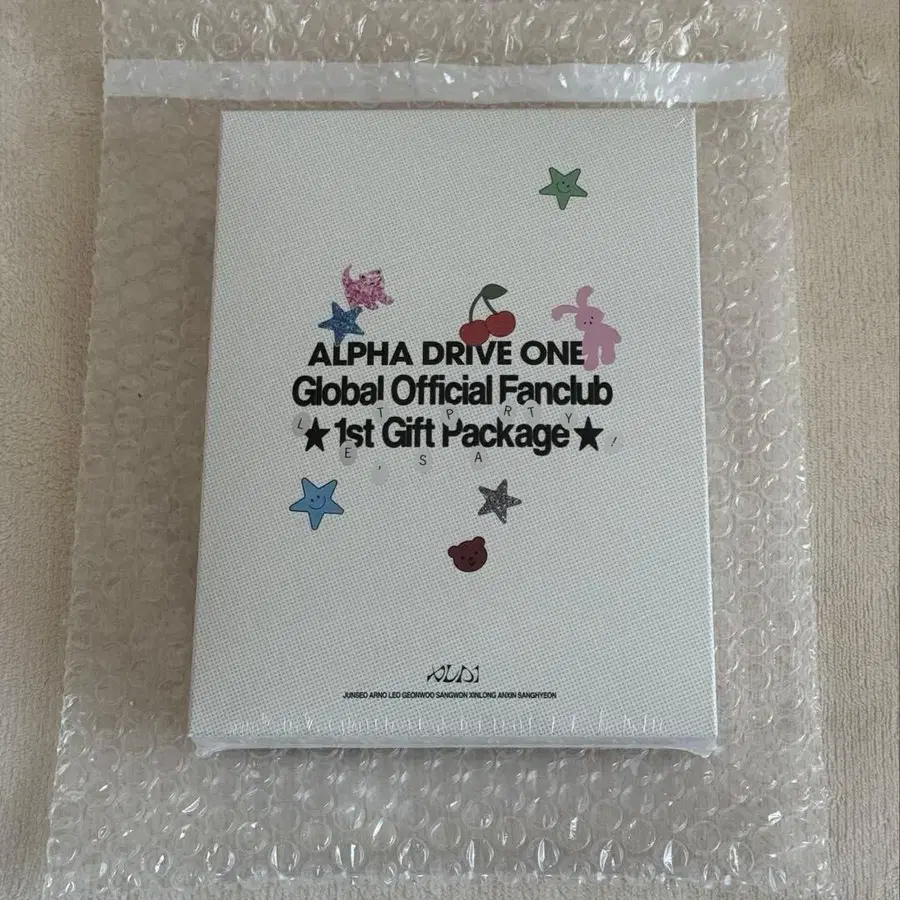 ALPHA DRIVE ONE
Global Official Fanclub
★1st Gift Package★
LET'S PARTY!
ALD1
JUNSEO ARNO LEO GEONWOO SANGWON XINLONG ANXIN SANGHYEON